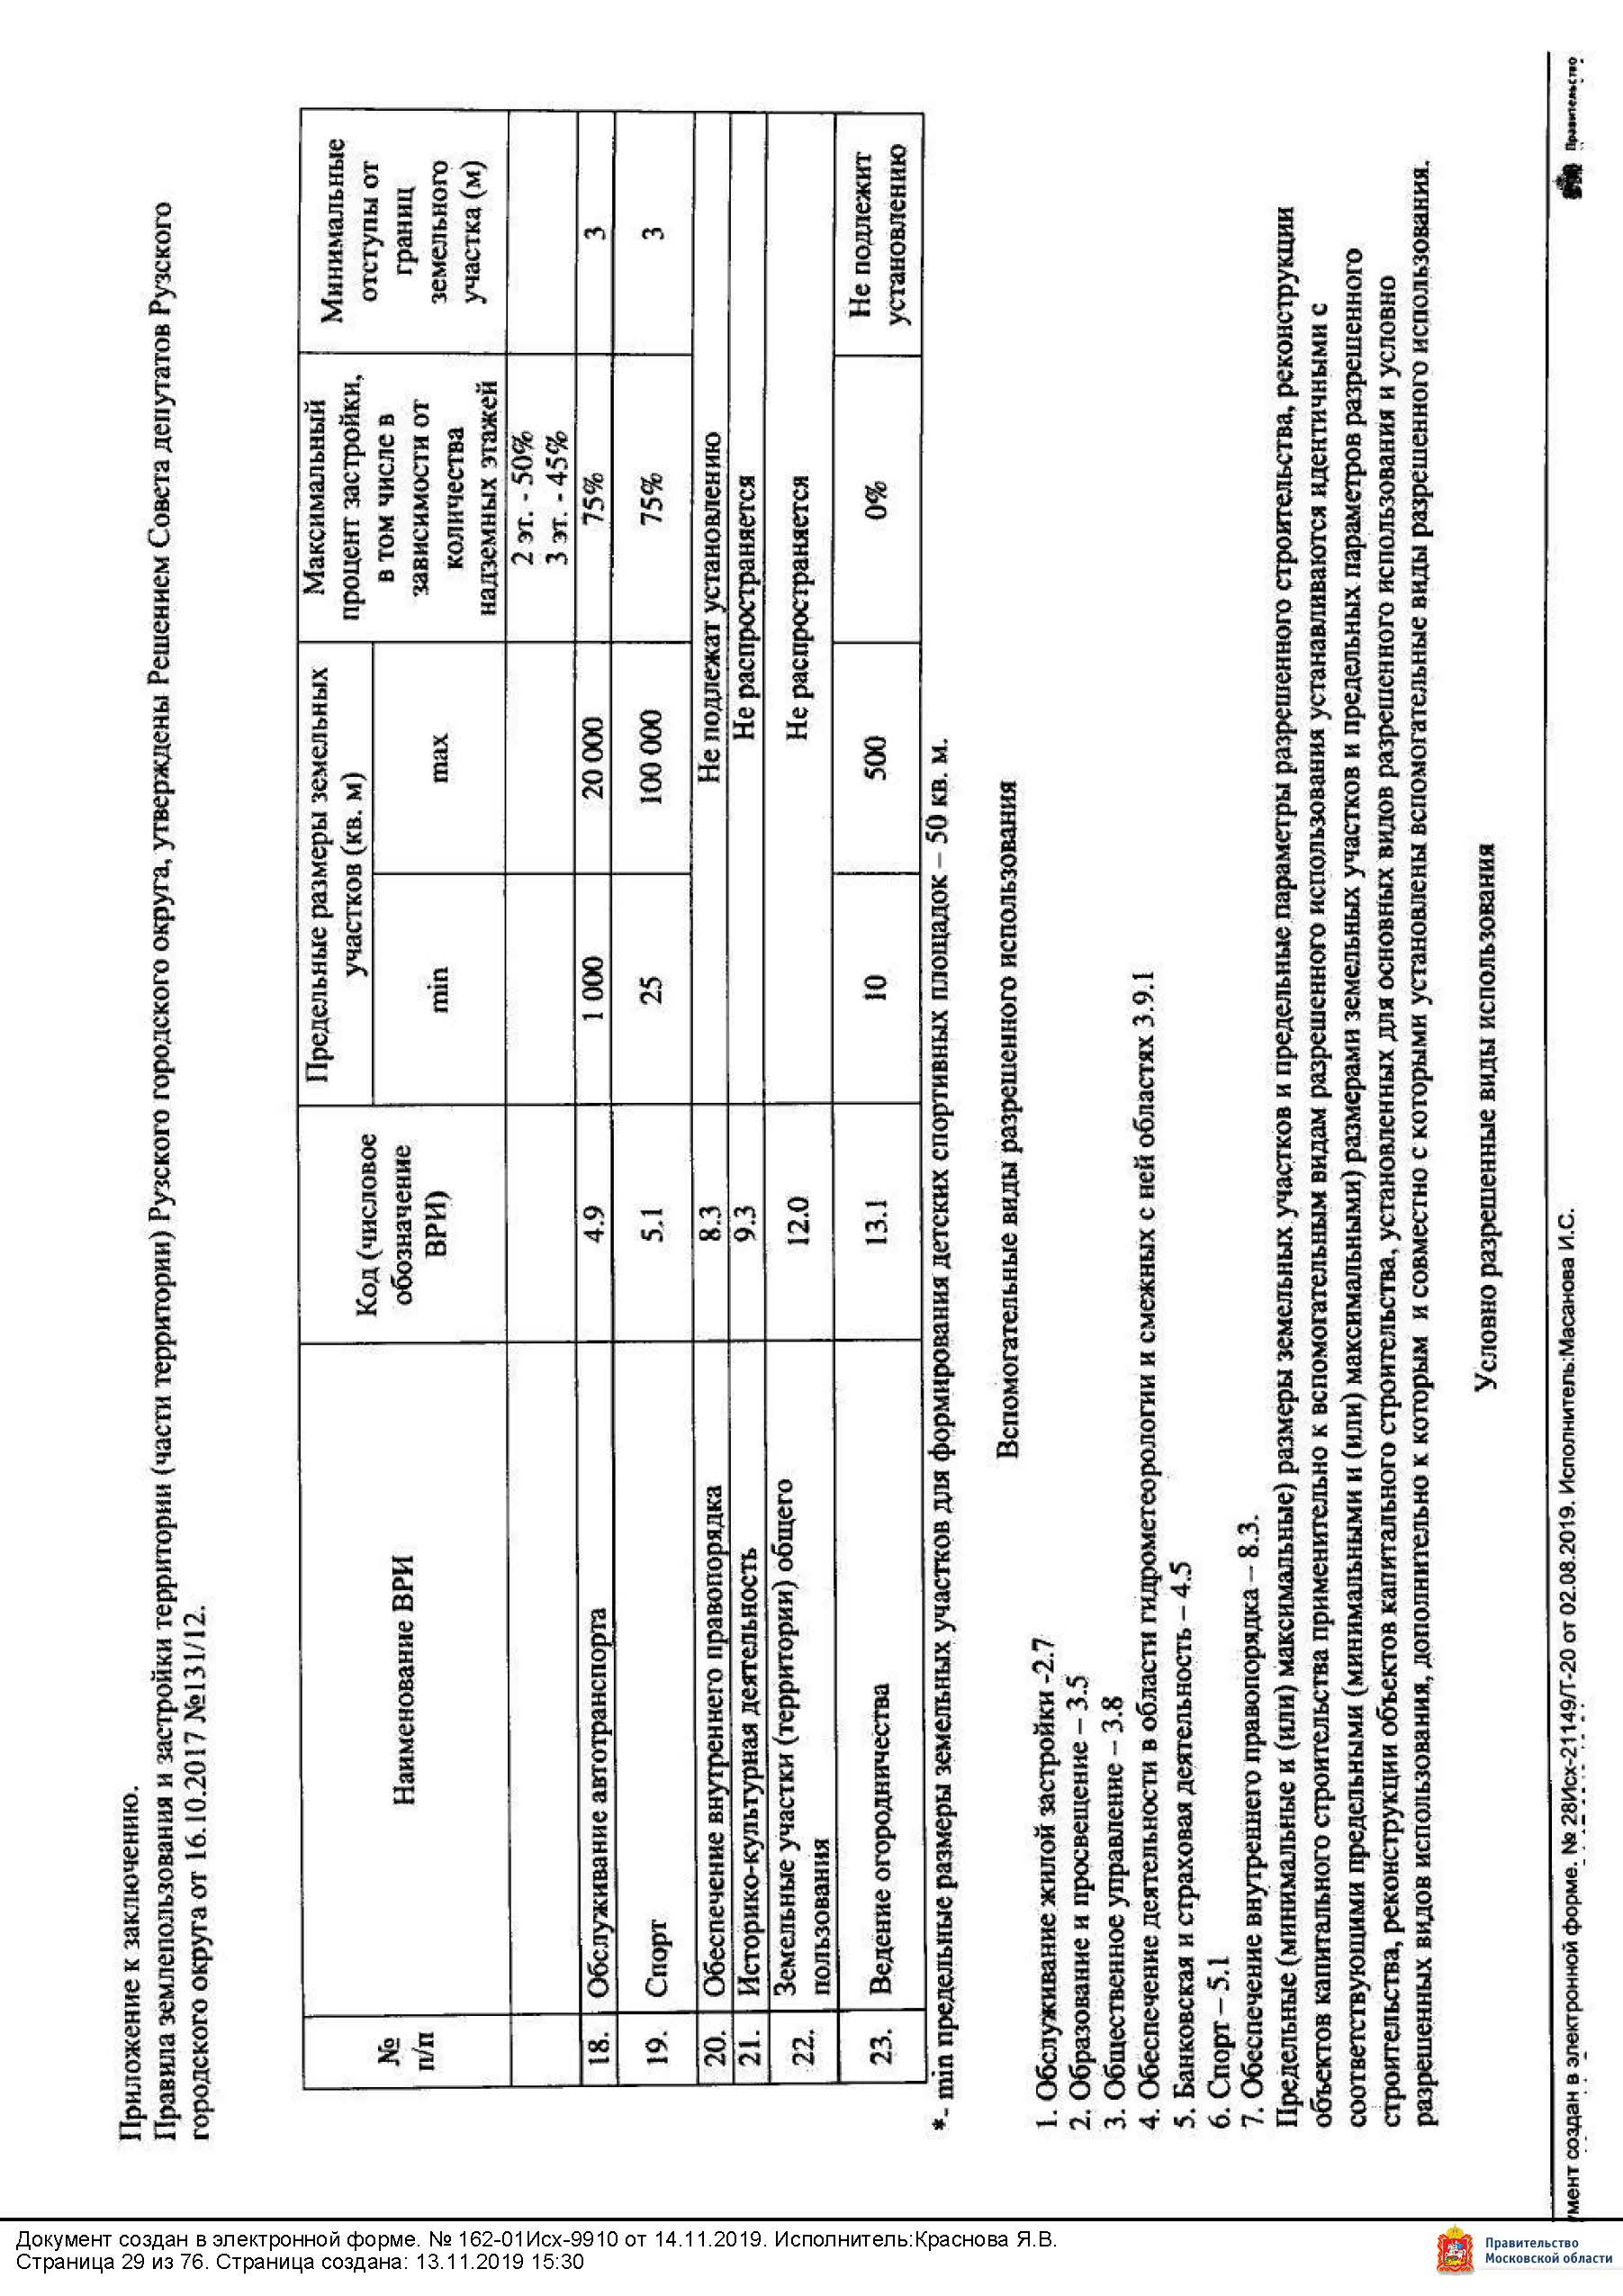 Приложение к заключению.
Правила землепользования и застройки территории (части территории) Рузского городского округа, утверждены Решением Совета депутатов Рузского
городского округа от 16.10.2017 №131/12.
№ п/п
Наименование ВРИ
Код (числовое обозначение ВРИ)
Предельные размеры земельных участков (кв. м)
min
max
Максимальный процент застройки, в том числе в зависимости от количества надземных этажей
Минимальные отступы от границ земельного участка (м)
2 эт. - 50%
3 эт. - 45%
18. Обслуживание автотранспорта 4.9 1 000 20 000 75% 3
19. Спорт 5.1 25 100 000 75% 3
20. Обеспечение внутреннего правопорядка 8.3 Не подлежат установлению
21. Историко-культурная деятельность 9.3 Не распространяется
22. Земельные участки (территории) общего пользования 12.0 Не распространяется
23. Ведение огородничества 13.1 10 500 0% Не подлежит установлению
*- min предельные размеры земельных участков для формирования детских спортивных площадок – 50 кв. м.
Вспомогательные виды разрешенного использования
1. Обслуживание жилой застройки -2.7
2. Образование и просвещение – 3.5
3. Общественное управление – 3.8
4. Обеспечение деятельности в области гидрометеорологии и смежных с ней областях 3.9.1
5. Банковская и страховая деятельность – 4.5
6. Спорт – 5.1
7. Обеспечение внутреннего правопорядка – 8.3.
Предельные (минимальные и (или) максимальные) размеры земельных участков и предельные параметры разрешенного строительства, реконструкции
объектов капитального строительства применительно к вспомогательным видам разрешенного использования устанавливаются идентичными с
соответствующими предельными (минимальными и (или) максимальными) размерами земельных участков и предельных параметров разрешенного
строительства, реконструкции объектов капитального строительства, установленных для основных видов разрешенного использования и условно
разрешенных видов использования, дополнительно к которым и совместно с которыми установлены вспомогательные виды разрешенного использования.
Условно разрешенные виды использования
умент создан в электронной форме. № 28Исх-21149/Т-20 от 02.08.2019. Исполнитель:Масанова И.С.
Правительство
Документ создан в электронной форме. № 162-01Исх-9910 от 14.11.2019. Исполнитель:Краснова Я.В.
Страница 29 из 76. Страница создана: 13.11.2019 15:30
Правительство
Московской области